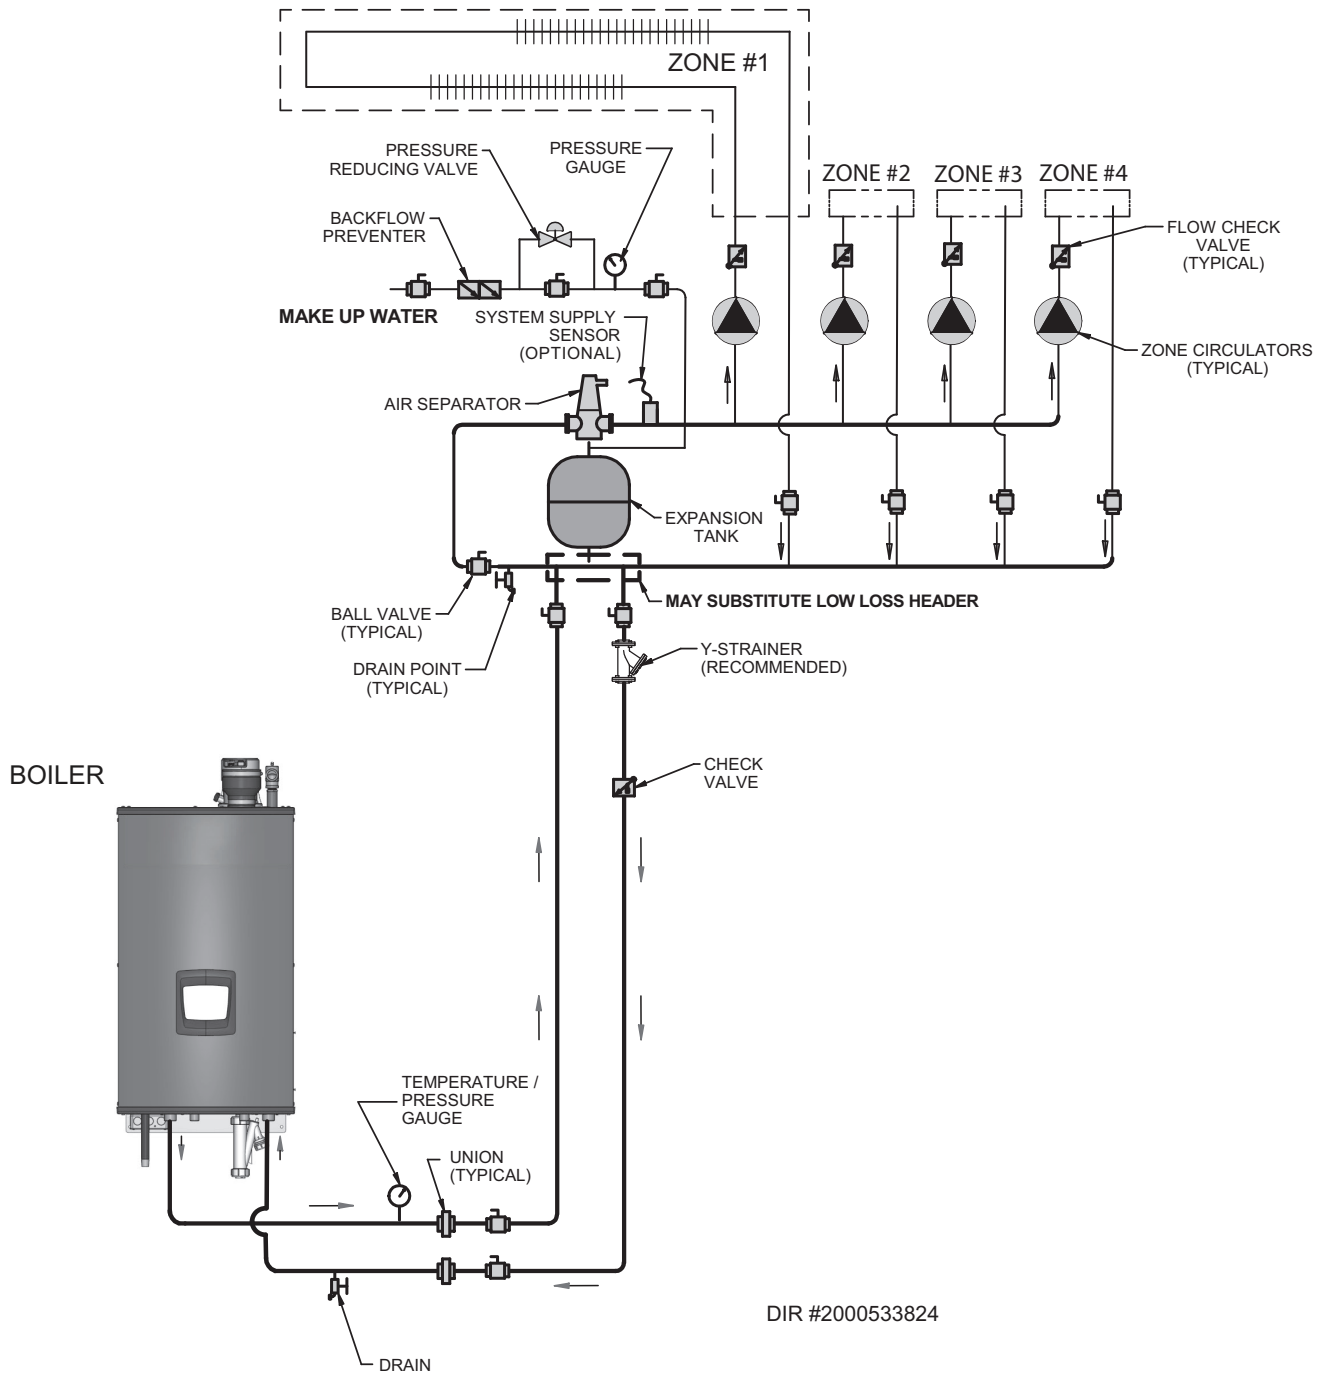 ZONE #1
PRESSURE
REDUCING VALVE
PRESSURE
GAUGE
ZONE #2
ZONE #3
ZONE #4
BACKFLOW
PREVENTER
FLOW CHECK
VALVE
(TYPICAL)
MAKE UP WATER
SYSTEM SUPPLY
SENSOR
(OPTIONAL)
ZONE CIRCULATORS
(TYPICAL)
AIR SEPARATOR
EXPANSION
TANK
MAY SUBSTITUTE LOW LOSS HEADER
BALL VALVE
(TYPICAL)
DRAIN POINT
(TYPICAL)
Y-STRAINER
(RECOMMENDED)
BOILER
CHECK
VALVE
TEMPERATURE /
PRESSURE
GAUGE
UNION
(TYPICAL)
DIR #2000533824
DRAIN